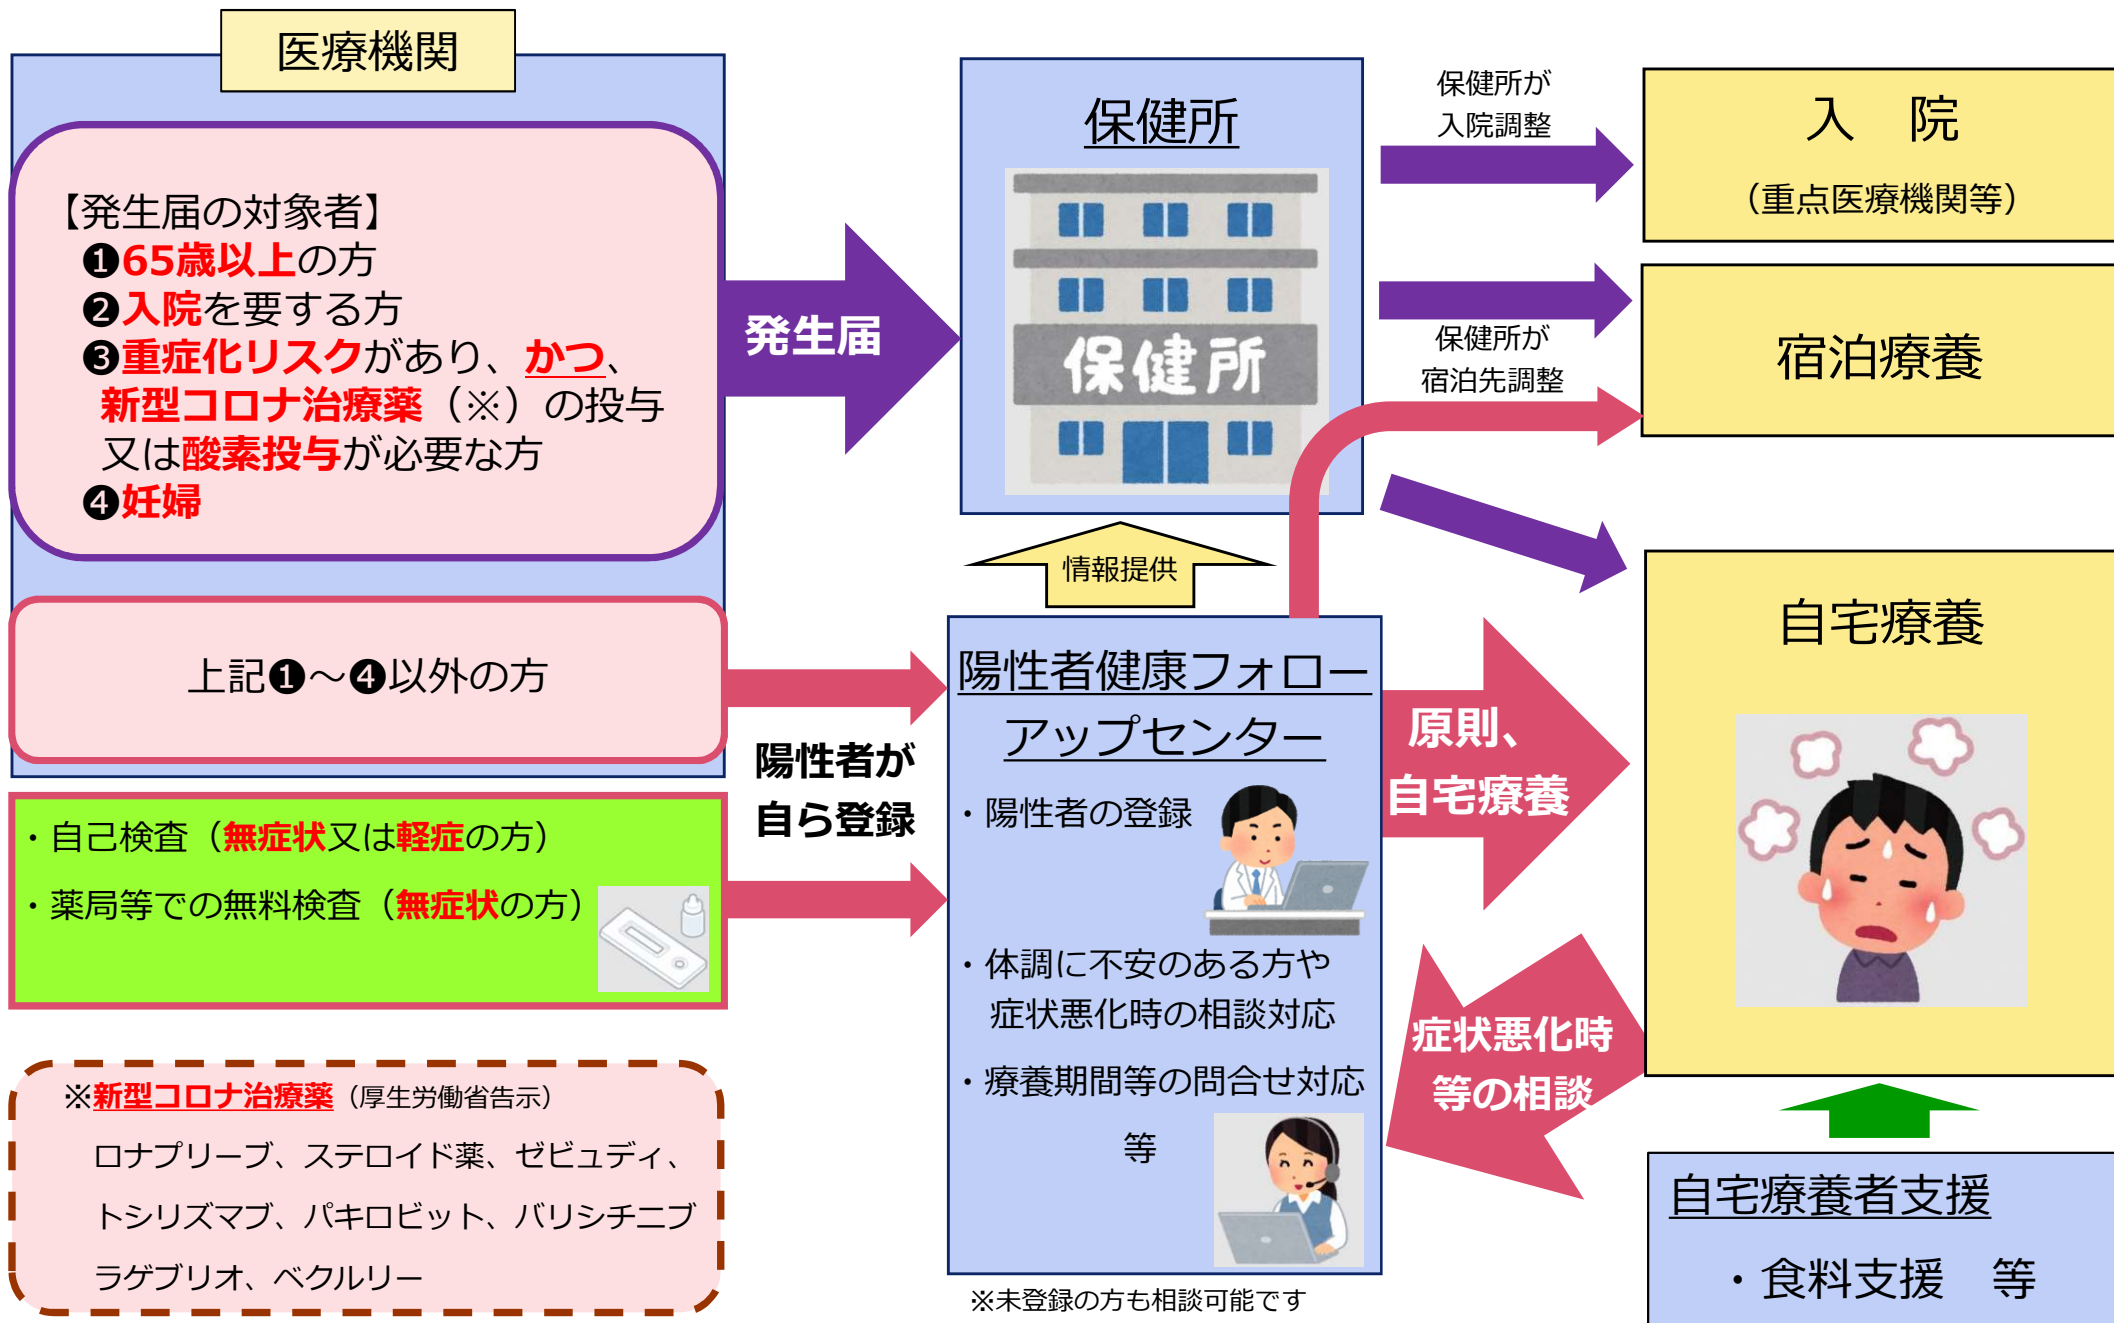 医療機関
【発生届の対象者】
❶65歳以上の方
❷入院を要する方
❸重症化リスクがあり、かつ、
新型コロナ治療薬（※）の投与
又は酸素投与が必要な方
❹妊婦
上記❶～❹以外の方
・自己検査（無症状又は軽症の方）
・薬局等での無料検査（無症状の方）
※新型コロナ治療薬（厚生労働省告示）
ロナプリーブ、ステロイド薬、ゼビュディ、
トシリズマブ、パキロビット、バリシチニブ
ラゲブリオ、ベクルリー
発生届
陽性者が
自ら登録
保健所
保健所
情報提供
陽性者健康フォロー
アップセンター
・陽性者の登録
・体調に不安のある方や
症状悪化時の相談対応
・療養期間等の問合せ対応
等
※未登録の方も相談可能です
保健所が
入院調整
保健所が
宿泊先調整
原則、
自宅療養
症状悪化時
等の相談
入　院
（重点医療機関等）
宿泊療養
自宅療養
自宅療養者支援
・食料支援　等